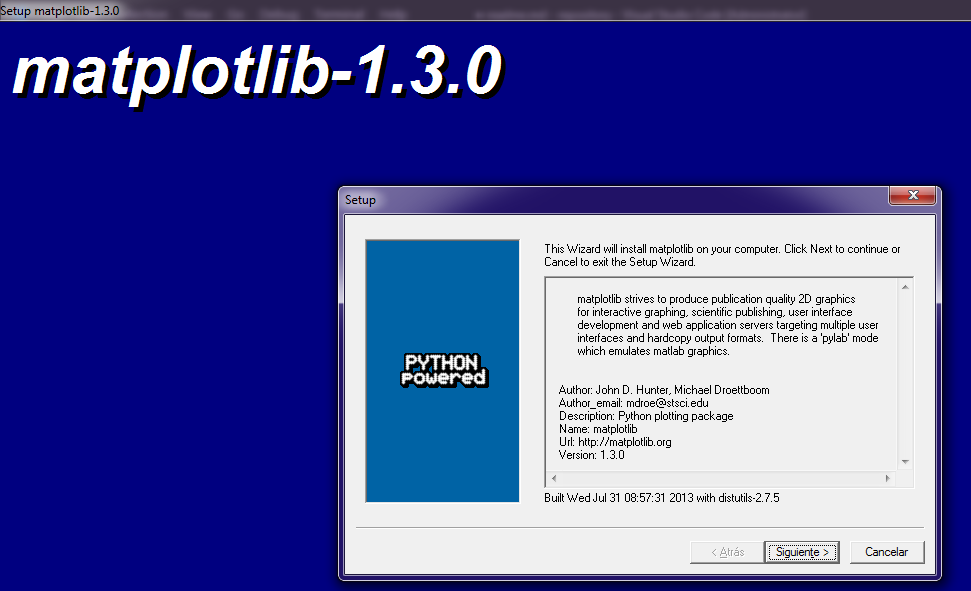 Setup matplotlib-1.3.0
matplotlib-1.3.0
Setup
This Wizard will install matplotlib on your computer. Click Next to continue or
Cancel to exit the Setup Wizard.
matplotlib strives to produce publication quality 2D graphics
for interactive graphing, scientific publishing, user interface
development and web application servers targeting multiple user
interfaces and hardcopy output formats.  There is a 'pylab' mode
which emulates matlab graphics.
PYTHON
powered
Author: John D. Hunter, Michael Droettboom
Author_email: mdroe@stsci.edu
Description: Python plotting package
Name: matplotlib
Url: http://matplotlib.org
Version: 1.3.0
Built Wed Jul 31 08:57:31 2013 with distutils-2.7.5
< Atrás
Siguiente >
Cancelar